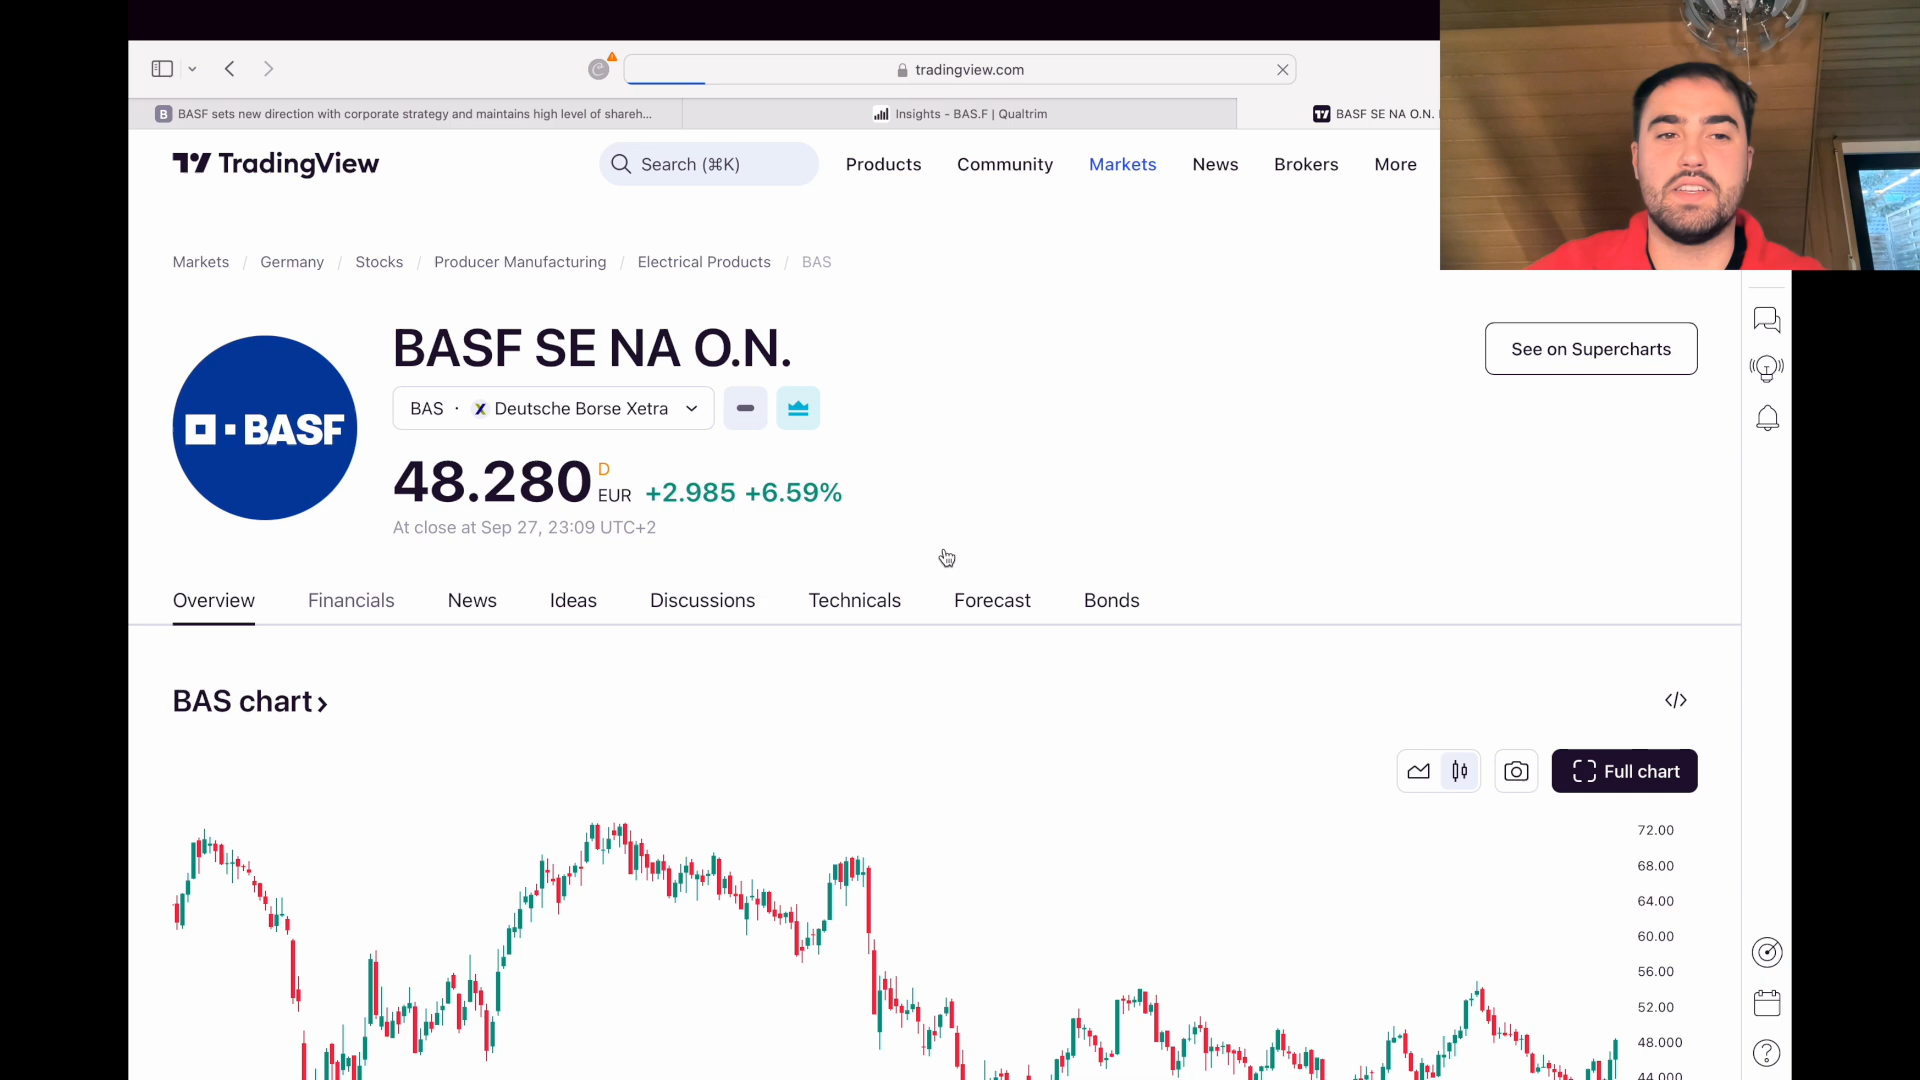 tradingview.com
B BASF sets new direction with corporate strategy and maintains high level of shareh...
Insights - BAS.F | Qualtrim
BASF SE NA O.N.
TradingView
Search (⌘K)
Products
Community
Markets
News
Brokers
More
Markets / Germany / Stocks / Producer Manufacturing / Electrical Products / BAS
BASF
BASF SE NA O.N.
See on Supercharts
BAS · Deutsche Borse Xetra
48.280 D EUR +2.985 +6.59%
At close at Sep 27, 23:09 UTC+2
Overview
Financials
News
Ideas
Discussions
Technicals
Forecast
Bonds
BAS chart ›
</>
Full chart
72.00
68.00
64.00
60.00
56.00
52.00
48.000
44.000